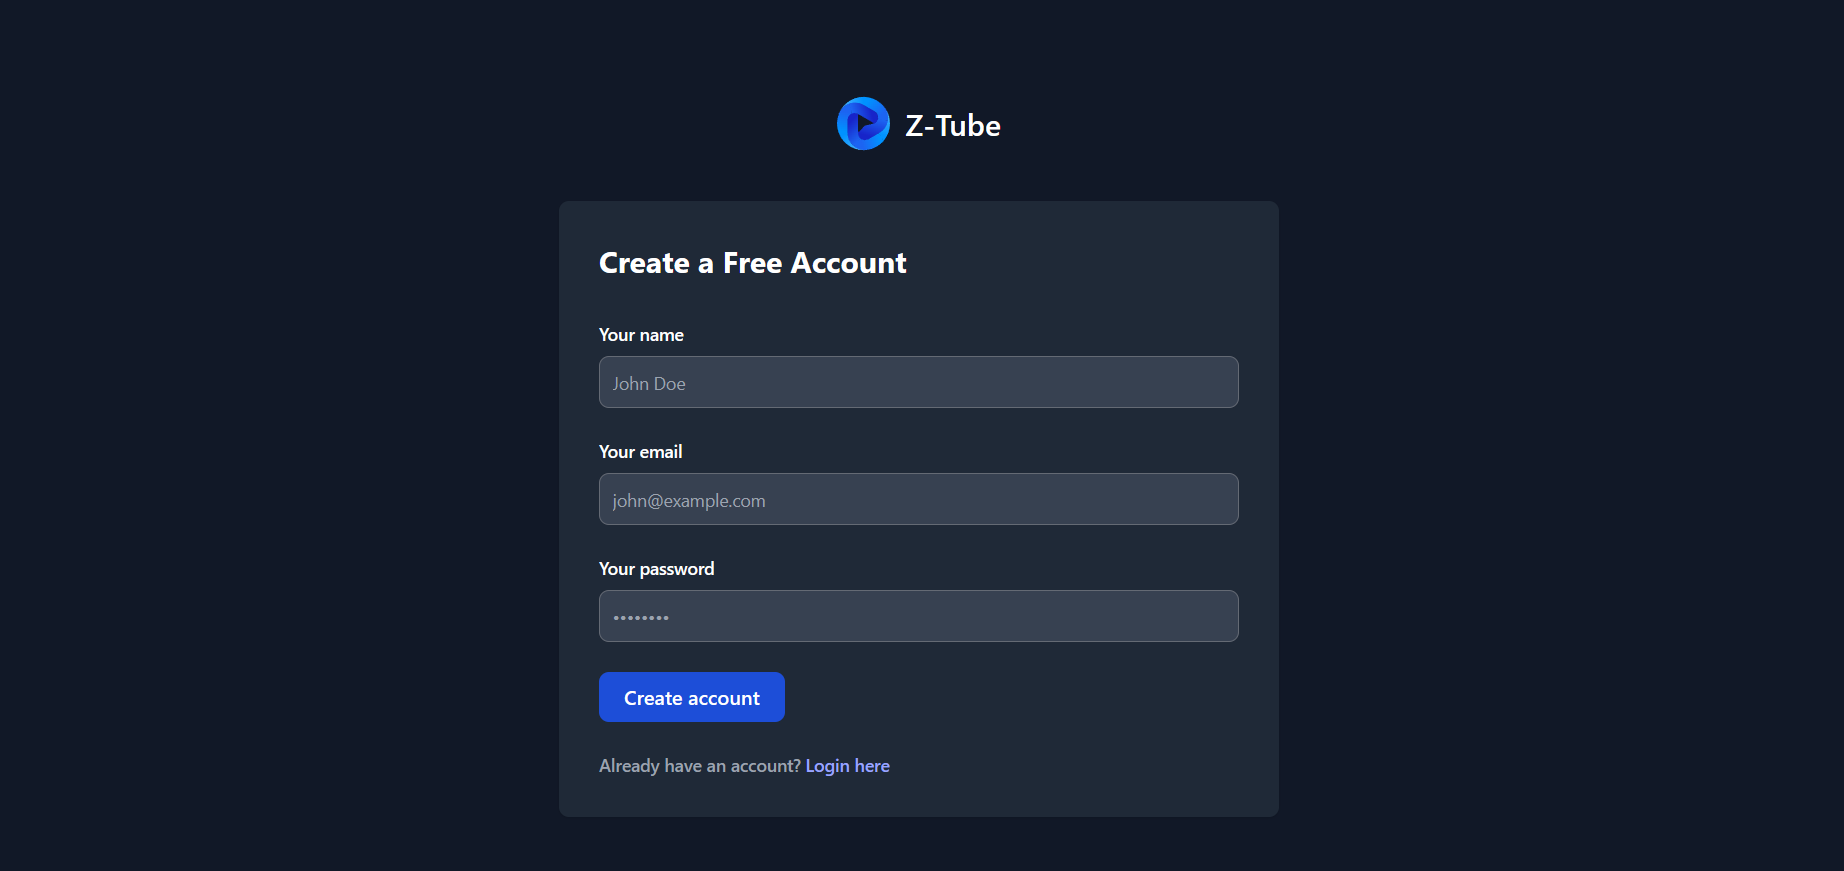 Z-Tube
Create a Free Account
Your name
John Doe
Your email
john@example.com
Your password
••••••••
Create account
Already have an account? Login here